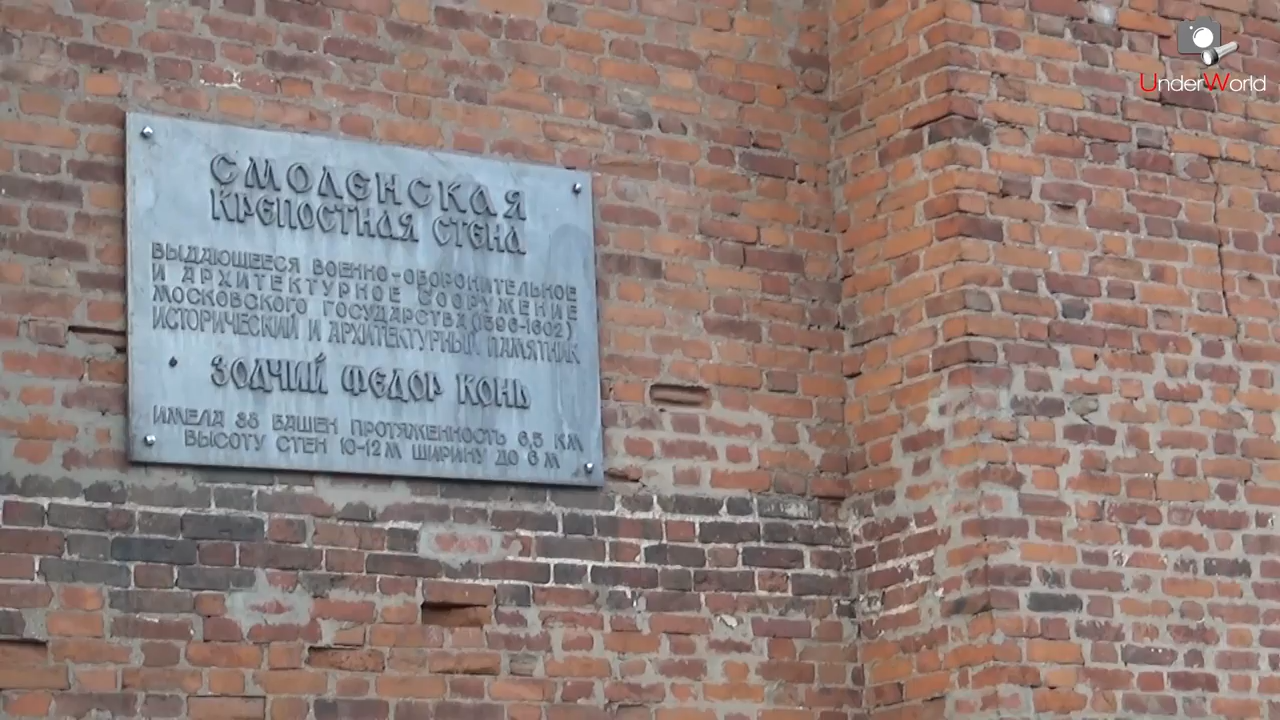 СМОЛЕНСКАЯ
КРЕПОСТНАЯ СТЕНА
ВЫДАЮЩЕЕСЯ ВОЕННО-ОБОРОНИТЕЛЬНОЕ
И АРХИТЕКТУРНОЕ СООРУЖЕНИЕ
МОСКОВСКОГО ГОСУДАРСТВА (1596-1602)
ИСТОРИЧЕСКИЙ И АРХИТЕКТУРНЫЙ ПАМЯТНИК
ЗОДЧИЙ ФЕДОР КОНЬ
ИМЕЛА 38 БАШЕН ПРОТЯЖЕННОСТЬ 6,5 КМ
ВЫСОТУ СТЕН 10-12 М ШИРИНУ ДО 6 М
UnderWorld